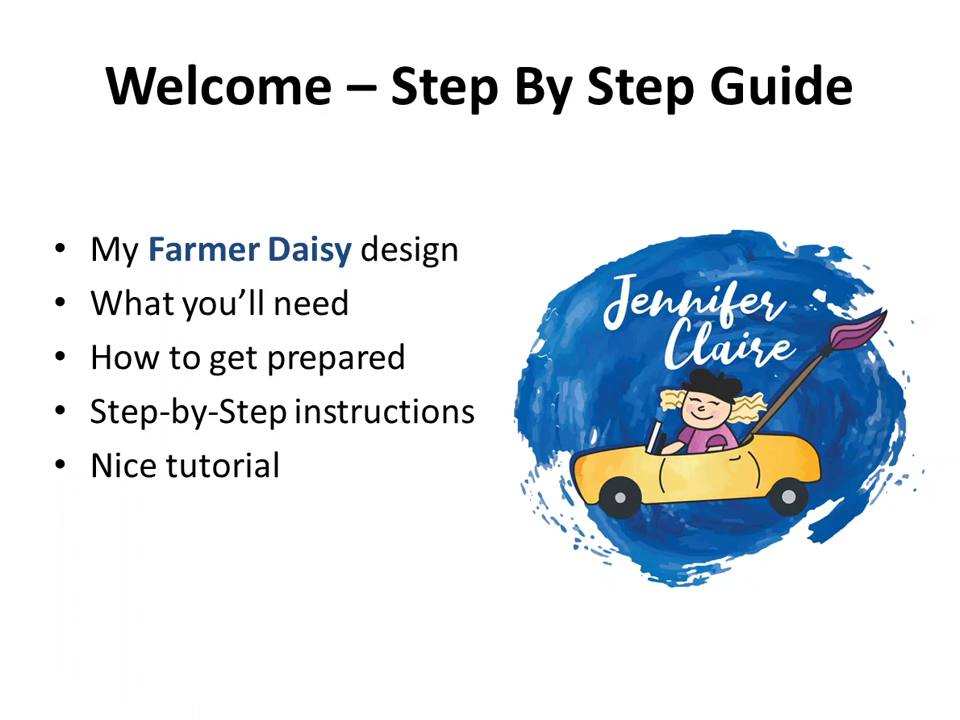 Welcome – Step By Step Guide
• My Farmer Daisy design
• What you’ll need
• How to get prepared
• Step-by-Step instructions
• Nice tutorial
Jennifer
Claire